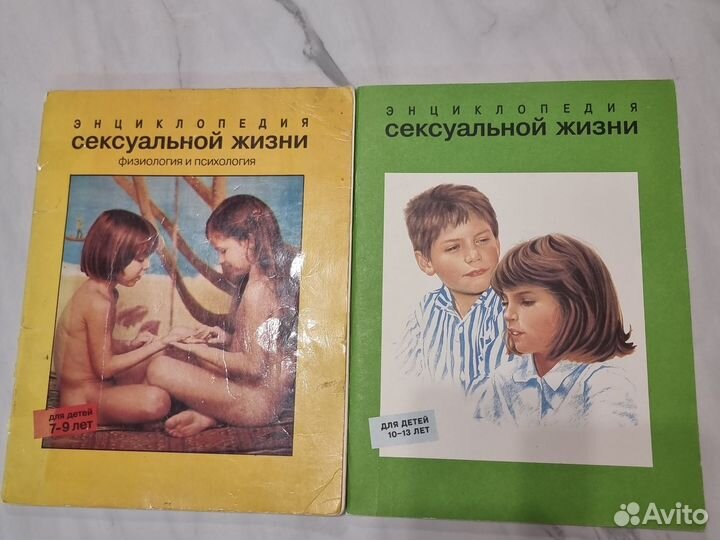 ЭНЦИКЛОПЕДИЯ
СЕКСУАЛЬНОЙ ЖИЗНИ
ФИЗИОЛОГИЯ И ПСИХОЛОГИЯ
ДЛЯ ДЕТЕЙ
7-9 ЛЕТ
ЭНЦИКЛОПЕДИЯ
СЕКСУАЛЬНОЙ ЖИЗНИ
ДЛЯ ДЕТЕЙ
10-13 ЛЕТ
Avito